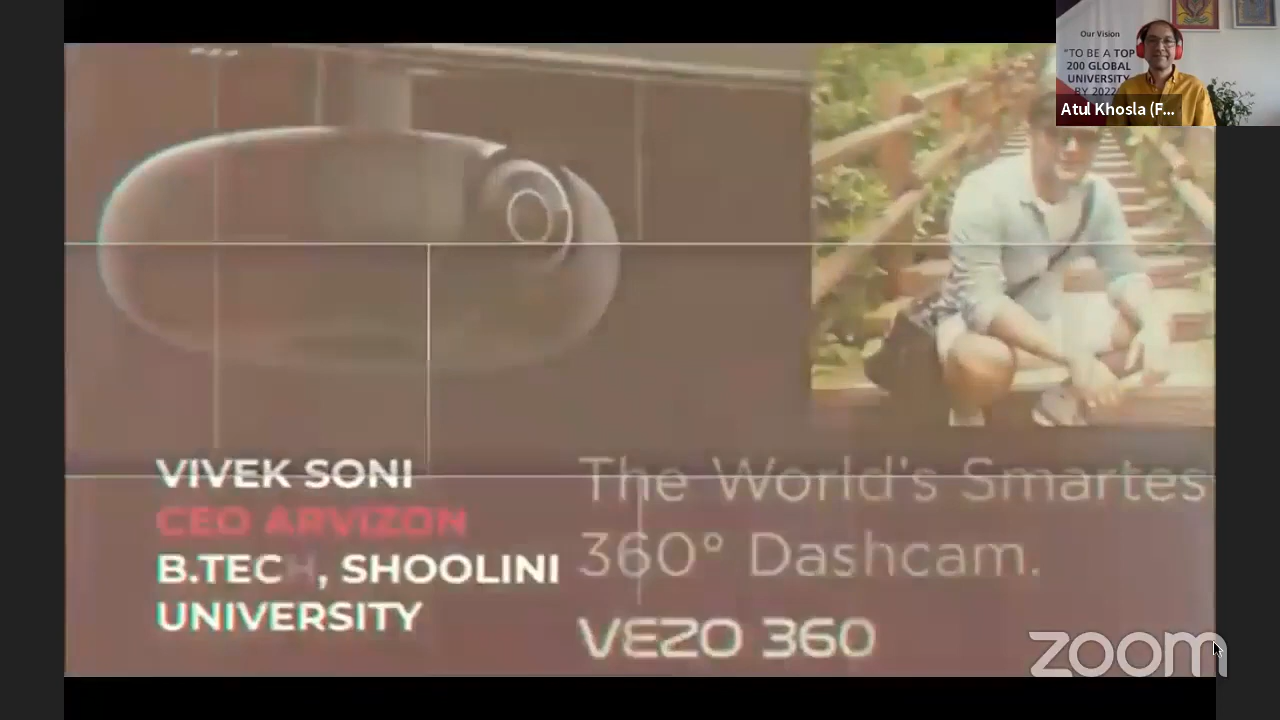 Our Vision
"TO BE A TOP
200 GLOBAL
UNIVERSITY
BY 2022
Atul Khosla (F...
VIVEK SONI
CEO ARVIZON
B.TECH, SHOOLINI
UNIVERSITY
The World's Smartes
360° Dashcam.
VEZO 360
zoom